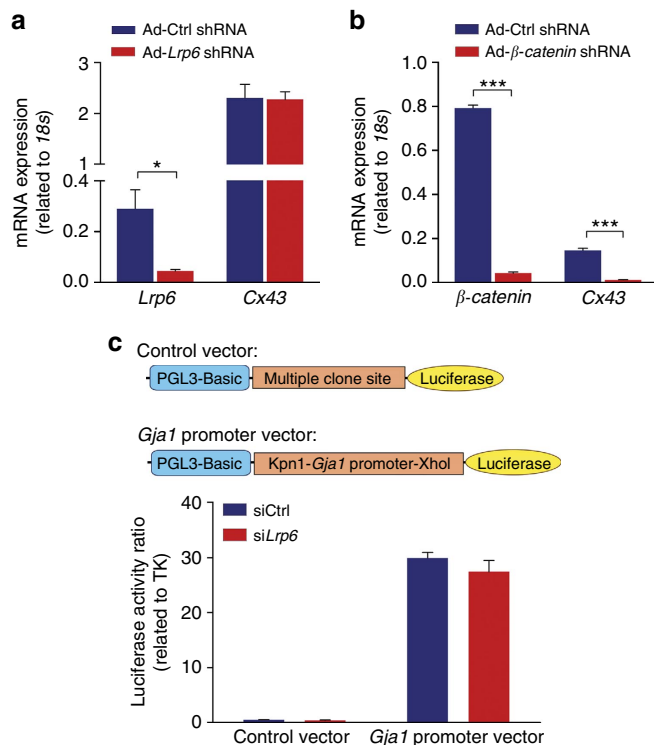 a
Ad-Ctrl shRNA
Ad-Lrp6 shRNA
mRNA expression
(related to 18s)
3
2
1
0.4
0.2
0.0
*
Lrp6
Cx43
b
Ad-Ctrl shRNA
Ad-β-catenin shRNA
mRNA expression
(related to 18s)
1.0
0.8
0.6
0.4
0.2
0.0
***
***
β-catenin
Cx43
c
Control vector:
PGL3-Basic
Multiple clone site
Luciferase
Gja1 promoter vector:
PGL3-Basic
Kpn1-Gja1 promoter-XhoI
Luciferase
siCtrl
siLrp6
Luciferase activity ratio
(related to TK)
40
30
20
10
0
Control vector
Gja1 promoter vector